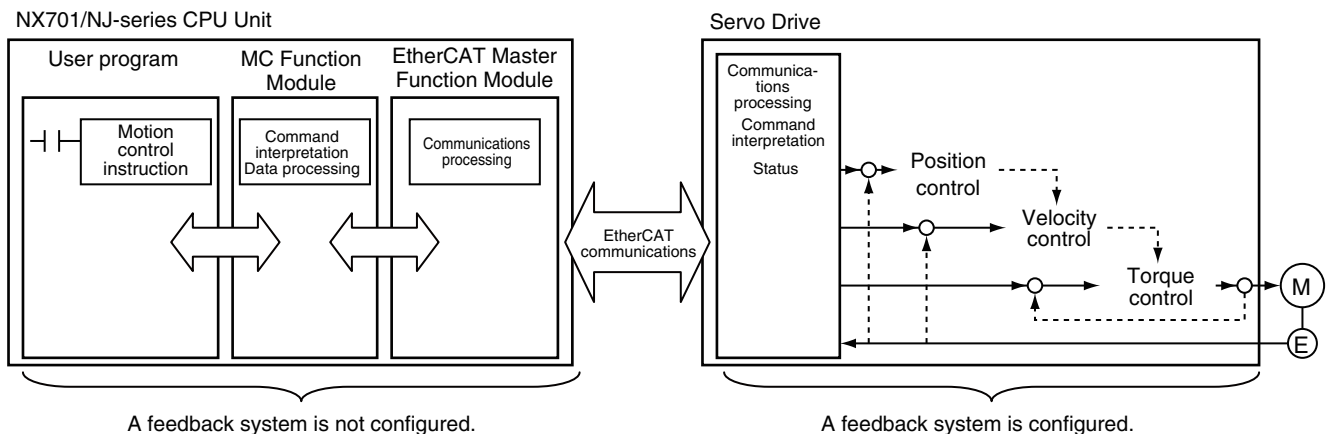 NX701/NJ-series CPU Unit
User program
MC Function
Module
EtherCAT Master
Function Module
Motion
control
instruction
Command
interpretation
Data processing
Communications
processing
EtherCAT
communications
Servo Drive
Communica-
tions
processing
Command
interpretation
Status
Position
control
Velocity
control
Torque
control
M
E
A feedback system is not configured.
A feedback system is configured.